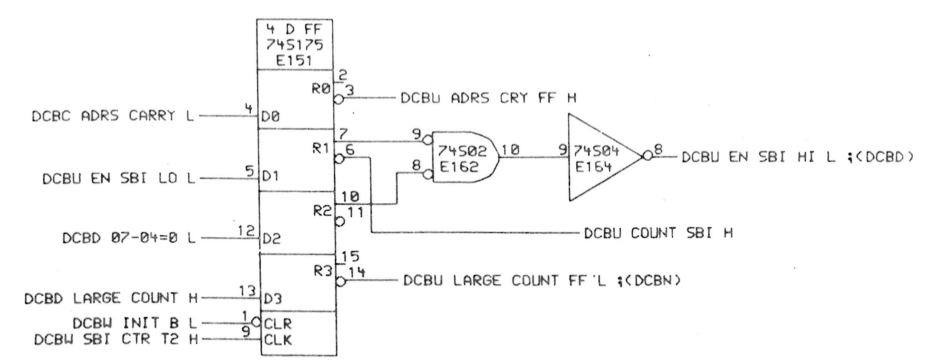 4 D FF
74S175
E151
2
R0
3
DCBU ADRS CRY FF H
DCBC ADRS CARRY L
4
D0
7
9
R1
6
74S02
E162
10
9
74S04
E164
8
DCBU EN SBI HI L ;(DCBD)
8
DCBU EN SBI LO L
5
D1
10
R2
11
DCBU COUNT SBI H
DCBD 07-04=0 L
12
D2
15
R3
14
DCBU LARGE COUNT FF L ;(DCBN)
DCBD LARGE COUNT H
13
D3
DCBW INIT B L
1
CLR
DCBW SBI CTR T2 H
9
CLK